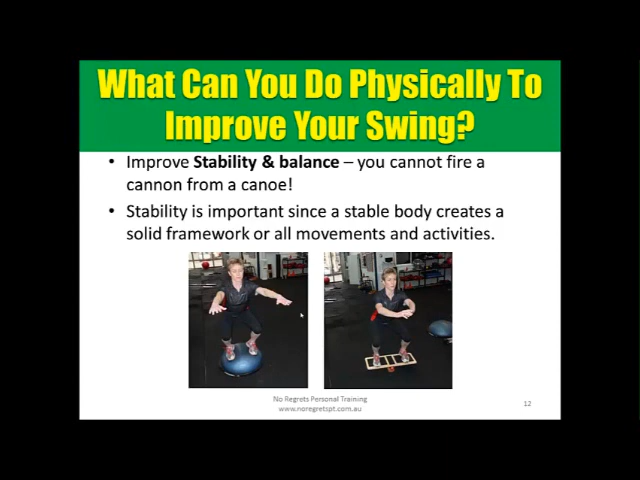 What Can You Do Physically To
Improve Your Swing?
• Improve Stability & balance – you cannot fire a
cannon from a canoe!
• Stability is important since a stable body creates a
solid framework or all movements and activities.
No Regrets Personal Training
www.noregretspt.com.au
12